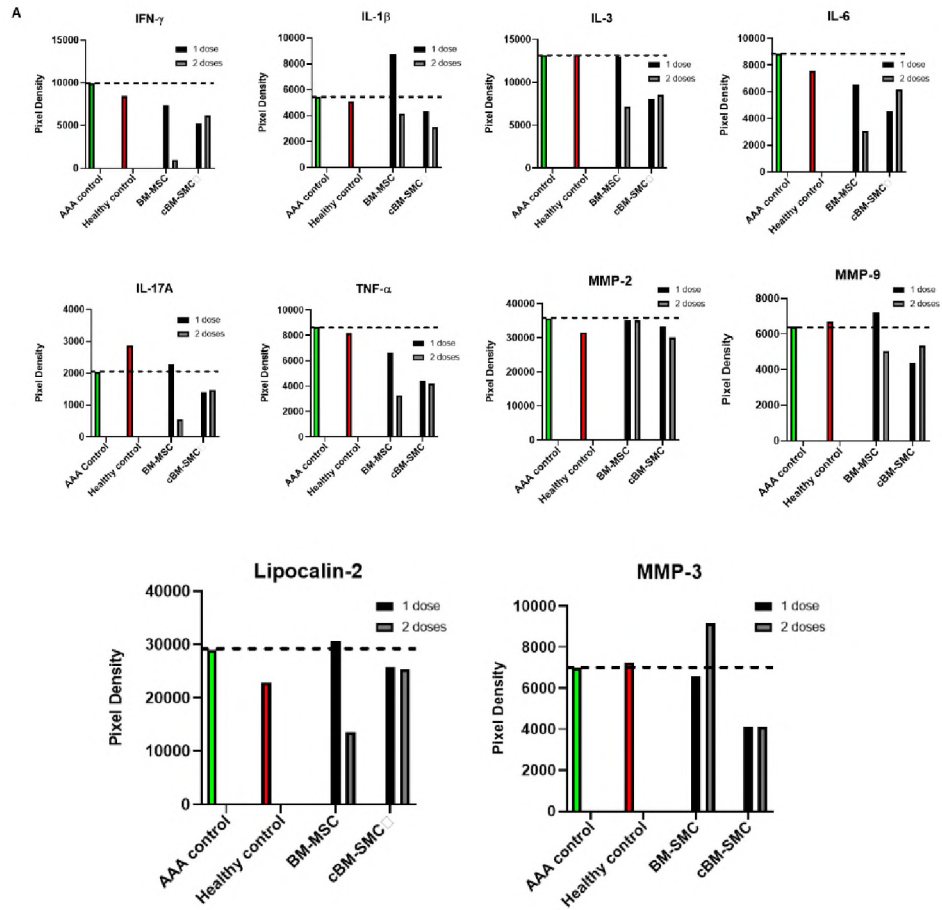 A
IFN-γ
Pixel Density
15000
10000
5000
0
1 dose
2 doses
AAA control
Healthy control
BM-MSC
cBM-SMC□
IL-1β
Pixel Density
10000
8000
6000
4000
2000
0
1 dose
2 doses
AAA control
Healthy control
BM-MSC
cBM-SMC
IL-3
Pixel Density
15000
10000
5000
0
1 dose
2 doses
AAA control
Healthy control
BM-MSC
cBM-SMC□
IL-6
Pixel Density
10000
8000
6000
4000
2000
0
1 dose
2 doses
AAA control
Healthy control
BM-MSC
cBM-SMC□
IL-17A
Pixel Density
4000
3000
2000
1000
0
1 dose
2 doses
AAA Control
Healthy control
BM-MSC
cBM-SMC
TNF-α
Pixel Density
10000
8000
6000
4000
2000
0
1 dose
2 doses
AAA control
Healthy control
BM-MSC
cBM-SMC
MMP-2
Pixel Density
40000
30000
20000
10000
0
1 dose
2 doses
AAA control
Healthy control
BM-MSC
cBM-SMC
MMP-9
Pixel Density
8000
6000
4000
2000
0
1 dose
2 doses
AAA control
Healthy control
BM-MSC
cBM-SMC
Lipocalin-2
Pixel Density
40000
30000
20000
10000
0
1 dose
2 doses
AAA control
Healthy control
BM-MSC
cBM-SMC□
MMP-3
Pixel Density
10000
8000
6000
4000
2000
0
1 dose
2 doses
AAA control
Healthy control
BM-SMC
cBM-SMC